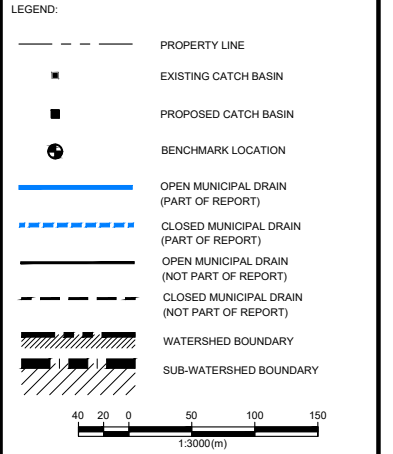 LEGEND:
PROPERTY LINE
EXISTING CATCH BASIN
PROPOSED CATCH BASIN
BENCHMARK LOCATION
OPEN MUNICIPAL DRAIN
(PART OF REPORT)
CLOSED MUNICIPAL DRAIN
(PART OF REPORT)
OPEN MUNICIPAL DRAIN
(NOT PART OF REPORT)
CLOSED MUNICIPAL DRAIN
(NOT PART OF REPORT)
WATERSHED BOUNDARY
SUB-WATERSHED BOUNDARY
40 20 0 50 100 150
1:3000(m)